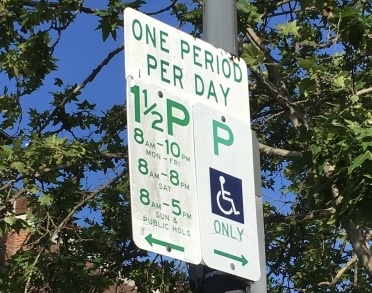 ONE PERIOD
PER DAY
1½P
8AM-10PM
MON - FRI
8AM-8PM
SAT
8AM-5PM
SUN &
PUBLIC HOLS
P
ONLY